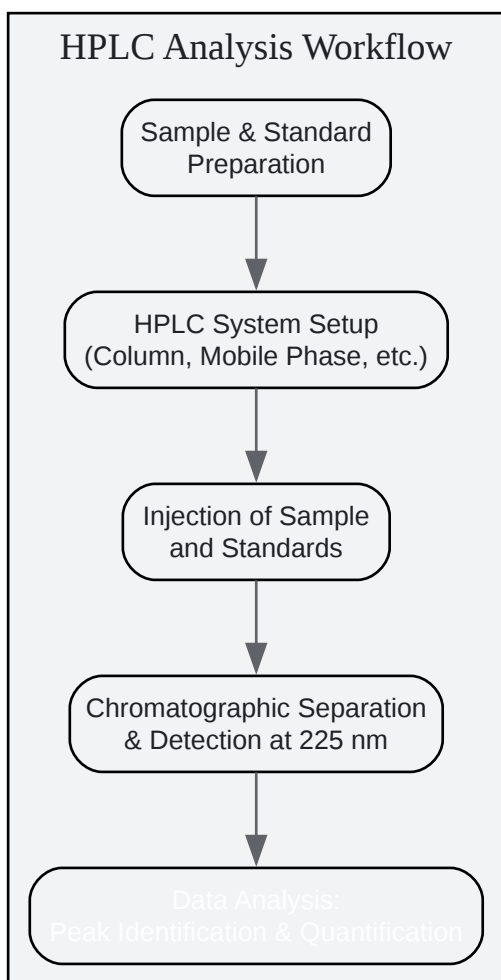 HPLC Analysis Workflow
Sample & Standard
Preparation
HPLC System Setup
(Column, Mobile Phase, etc.)
Injection of Sample
and Standards
Chromatographic Separation
& Detection at 225 nm
Data Analysis:
Peak Identification & Quantification